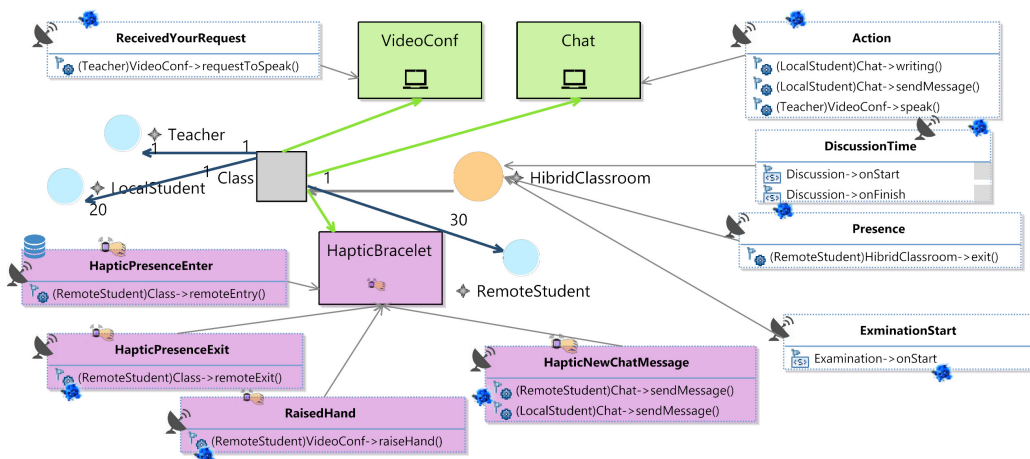 ReceivedYourRequest
(Teacher)VideoConf->requestToSpeak()
VideoConf
Chat
Action
(LocalStudent)Chat->writing()
(LocalStudent)Chat->sendMessage()
(Teacher)VideoConf->speak()
Teacher
1
1
LocalStudent
1
20
Class
1
HibridClassroom
DiscussionTime
Discussion->onStart
Discussion->onFinish
30
Presence
(RemoteStudent)HibridClassroom->exit()
HapticBracelet
RemoteStudent
HapticPresenceEnter
(RemoteStudent)Class->remoteEntry()
ExminationStart
Examination->onStart
HapticPresenceExit
(RemoteStudent)Class->remoteExit()
HapticNewChatMessage
(RemoteStudent)Chat->sendMessage()
(LocalStudent)Chat->sendMessage()
RaisedHand
(RemoteStudent)VideoConf->raiseHand()